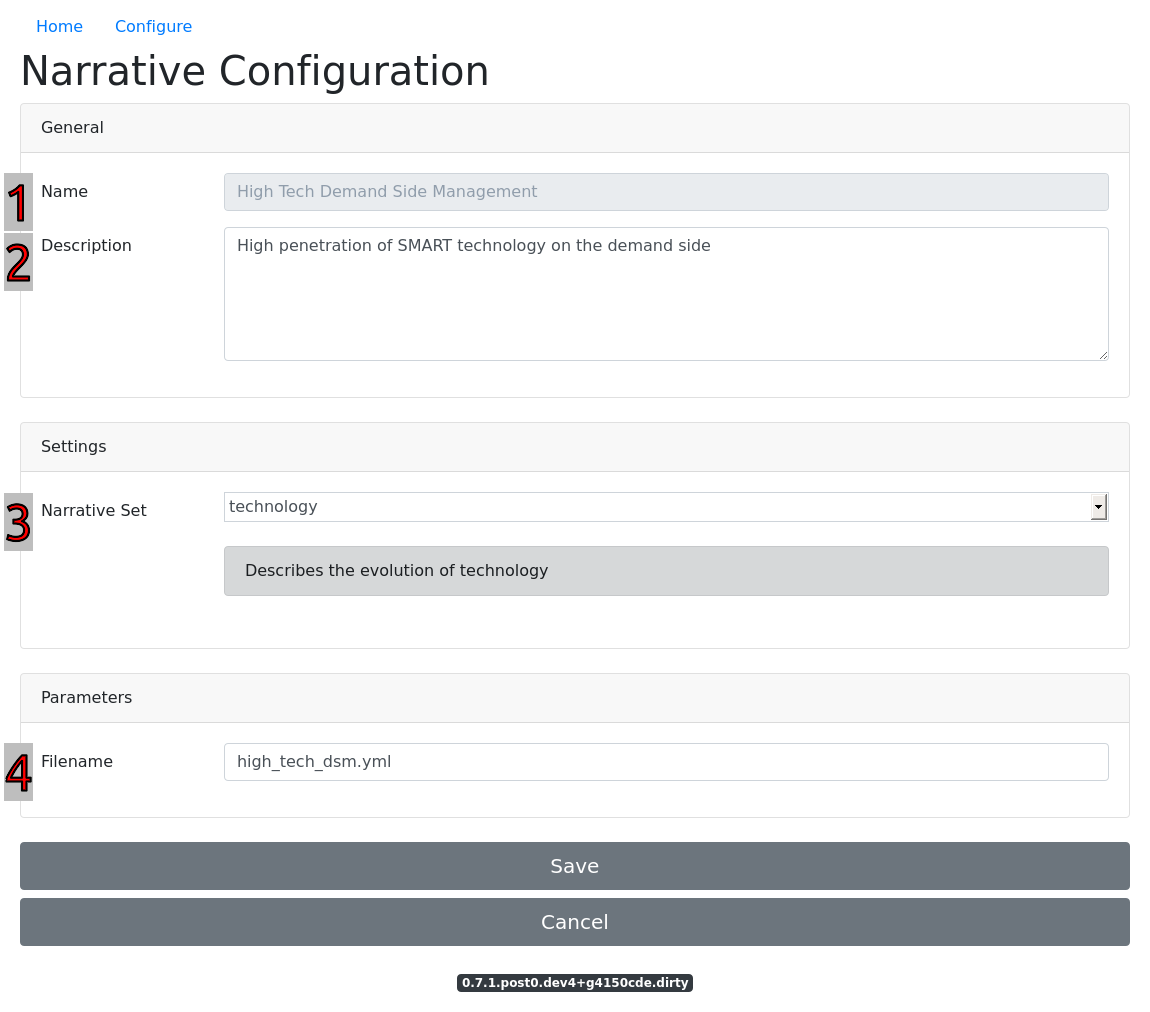 Home Configure
Narrative Configuration
General
1 Name High Tech Demand Side Management
2 Description High penetration of SMART technology on the demand side
Settings
3 Narrative Set technology
Describes the evolution of technology
Parameters
4 Filename high_tech_dsm.yml
Save
Cancel
0.7.1.post0.dev4+g4150cde.dirty